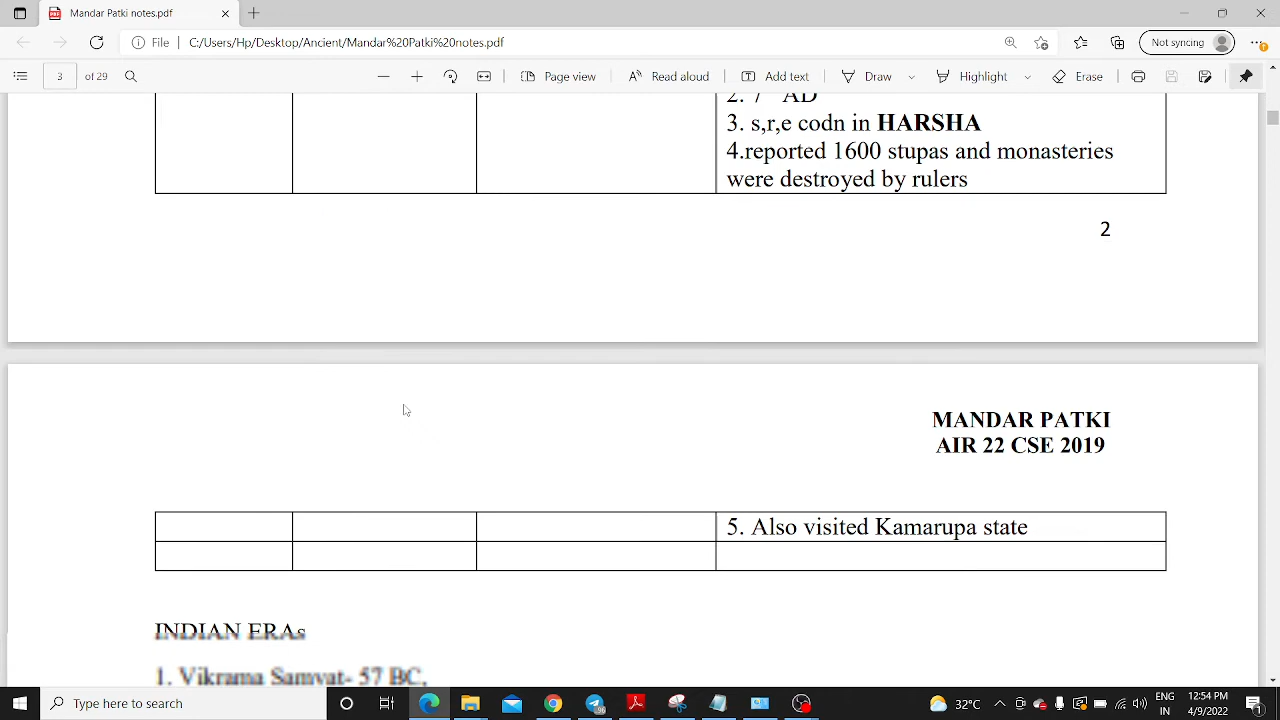 Mandar Patki notes.pdf
File | C:/Users/Hp/Desktop/Ancient/Mandar%20Patki%20notes.pdf
Not syncing
3 of 29
Page view
Read aloud
Add text
Draw
Highlight
Erase
AD
3. s,r,e codn in HARSHA
4.reported 1600 stupas and monasteries
were destroyed by rulers
2
MANDAR PATKI
AIR 22 CSE 2019
5. Also visited Kamarupa state
INDIAN ERAs
1. Vikrama Samvat- 57 BC,
Type here to search
32°C
ENG
IN
12:54 PM
4/9/2022